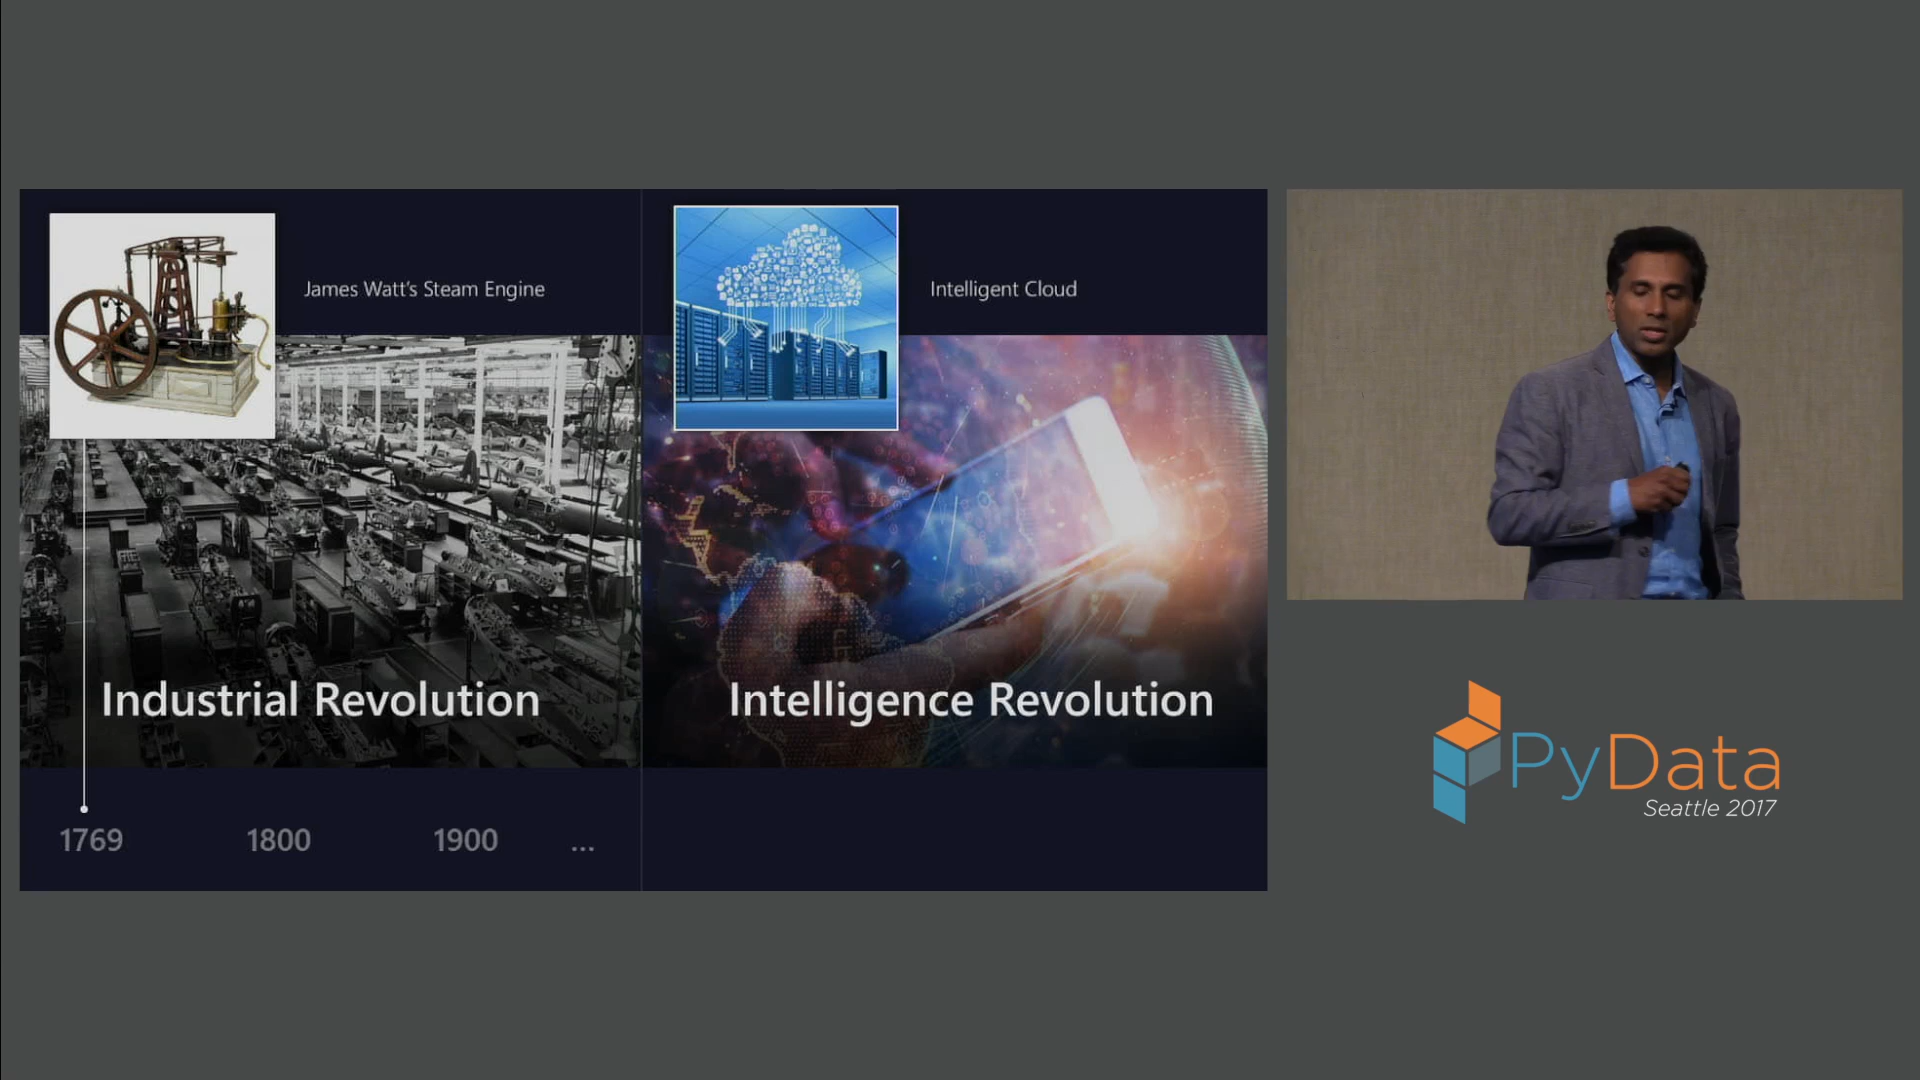 James Watt's Steam Engine
Intelligent Cloud
Industrial Revolution
Intelligence Revolution
1769
1800
1900
...
PyData
Seattle 2017